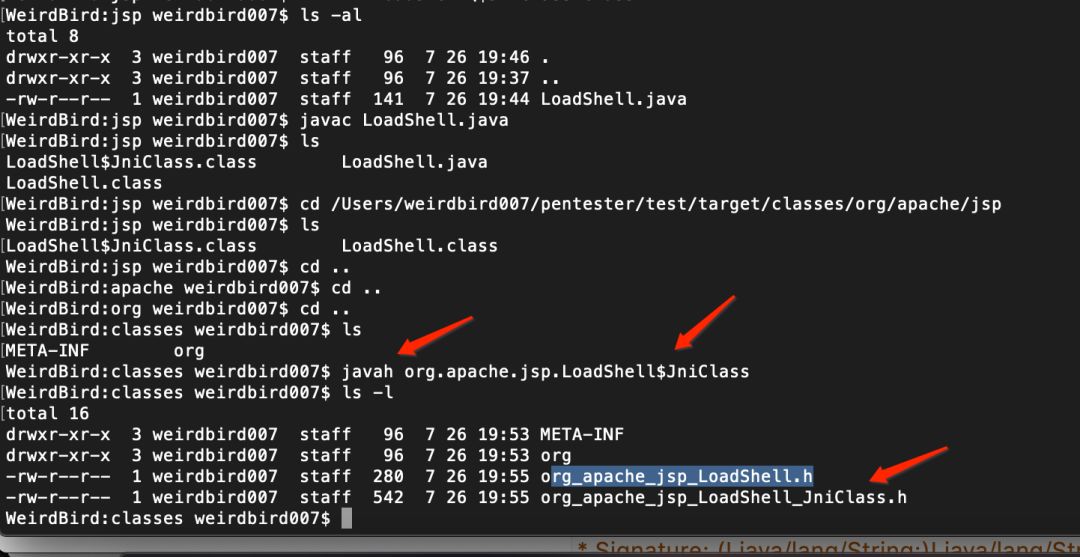 [WeirdBird:jsp weirdbird007$ ls -al
total 8
drwxr-xr-x  3 weirdbird007  staff   96  7 26 19:46 .
drwxr-xr-x  3 weirdbird007  staff   96  7 26 19:37 ..
-rw-r--r--  1 weirdbird007  staff  141  7 26 19:44 LoadShell.java
[WeirdBird:jsp weirdbird007$ javac LoadShell.java
[WeirdBird:jsp weirdbird007$ ls
LoadShell$JniClass.class        LoadShell.java
LoadShell.class
[WeirdBird:jsp weirdbird007$ cd /Users/weirdbird007/pentester/test/target/classes/org/apache/jsp
[WeirdBird:jsp weirdbird007$ ls
[LoadShell$JniClass.class        LoadShell.class
WeirdBird:jsp weirdbird007$ cd ..
[WeirdBird:apache weirdbird007$ cd ..
[WeirdBird:org weirdbird007$ cd ..
[WeirdBird:classes weirdbird007$ ls
[META-INF        org
WeirdBird:classes weirdbird007$ javah org.apache.jsp.LoadShell$JniClass
[WeirdBird:classes weirdbird007$ ls -l
[total 16
drwxr-xr-x  3 weirdbird007  staff   96  7 26 19:53 META-INF
drwxr-xr-x  3 weirdbird007  staff   96  7 26 19:53 org
-rw-r--r--  1 weirdbird007  staff  280  7 26 19:55 org_apache_jsp_LoadShell.h
-rw-r--r--  1 weirdbird007  staff  542  7 26 19:55 org_apache_jsp_LoadShell_JniClass.h
WeirdBird:classes weirdbird007$
* Signature: (Ljava/lang/String;)Ljava/lang/St